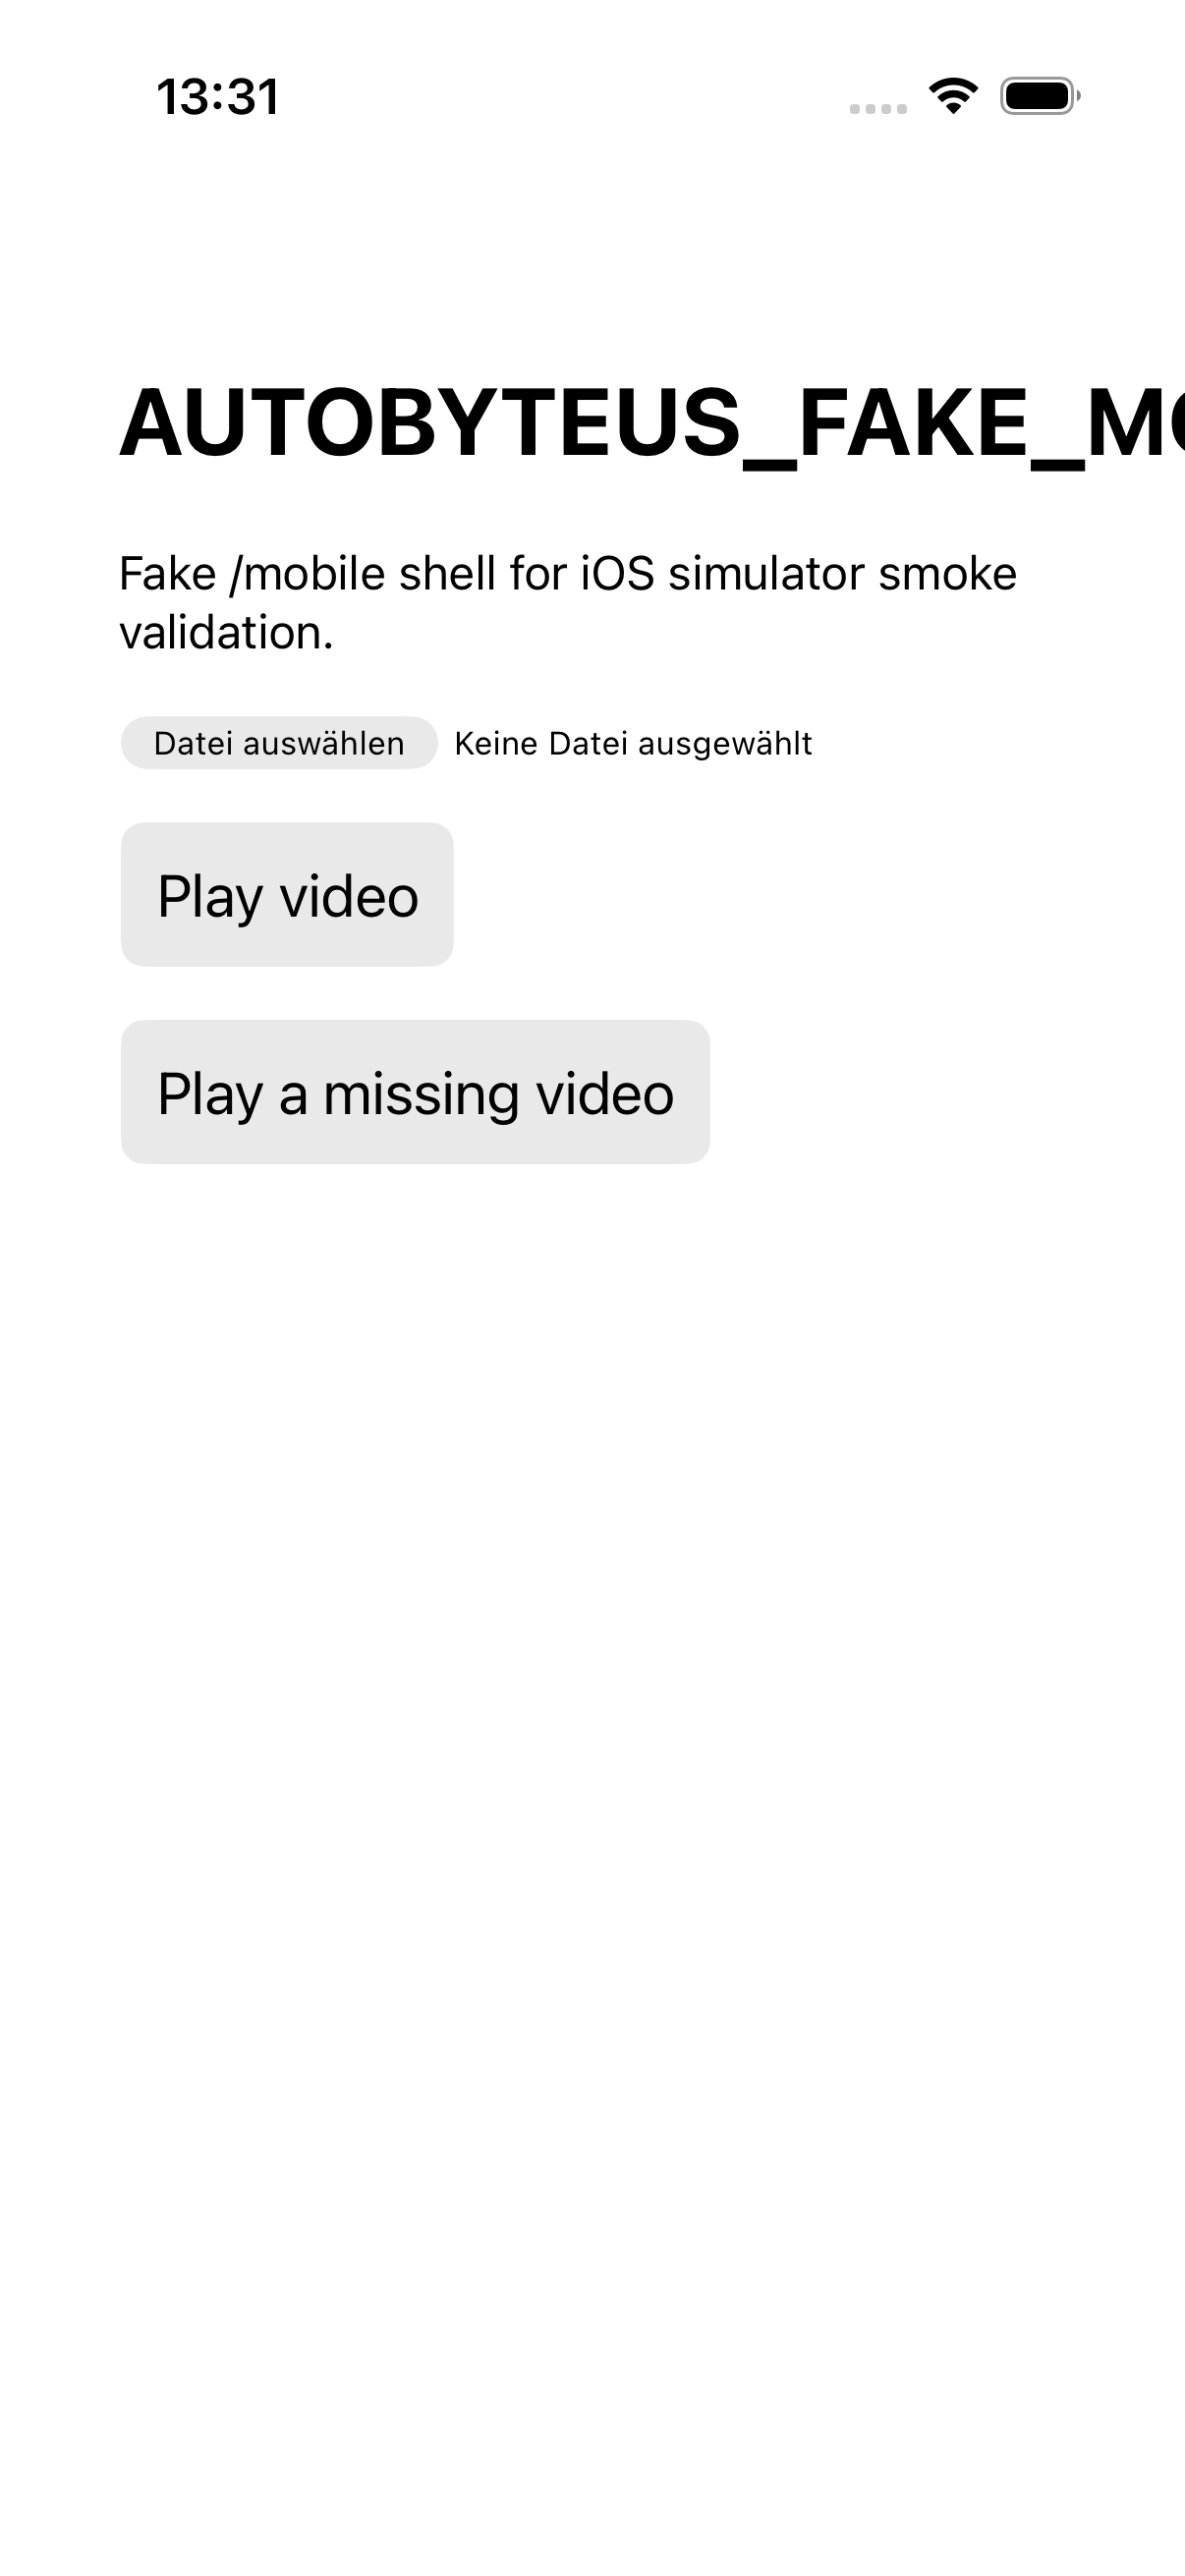 13:31
AUTOBYTEUS_FAKE_M
Fake /mobile shell for iOS simulator smoke
validation.
Datei auswählen Keine Datei ausgewählt
Play video
Play a missing video